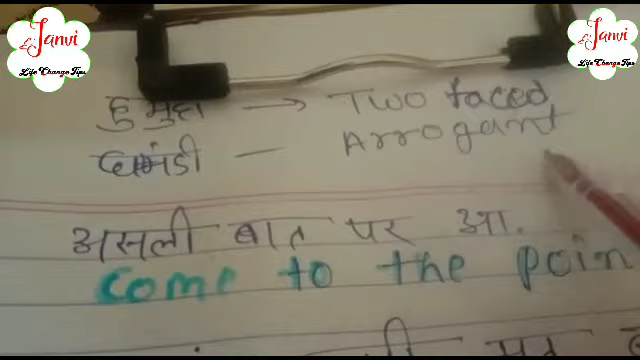 Janvi
Life Change Tips
Janvi
Life Change Tips
दुमुहा → Two faced
घमंडी — Arrogant
असली बात पर आ.
Come to the poin